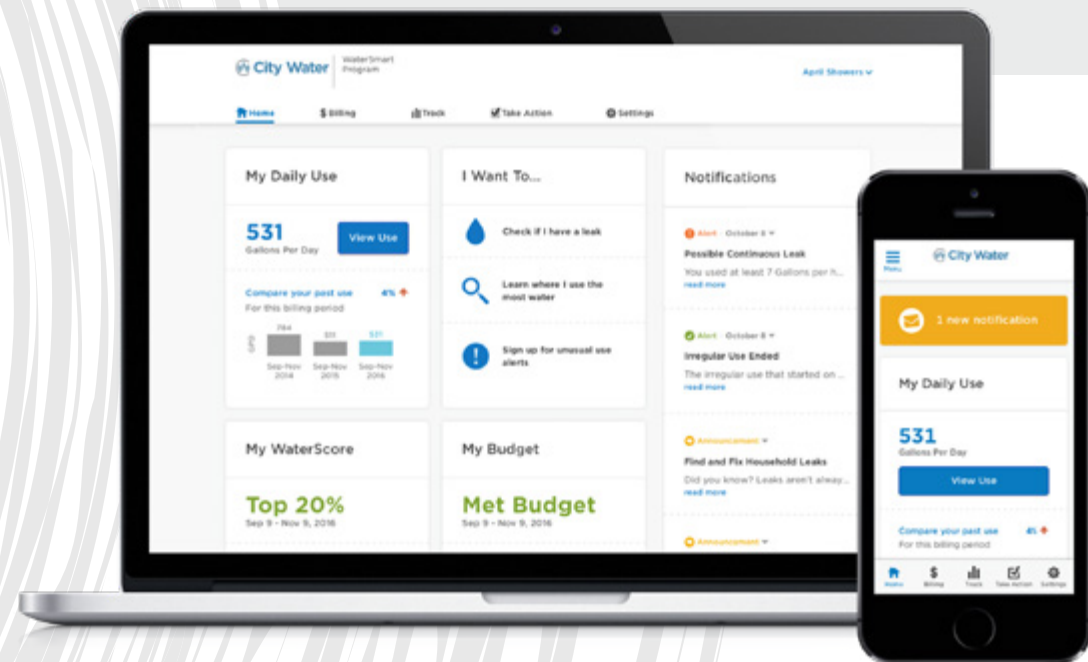 City Water
WaterSmart
Program
April Showers
Home
Billing
Track
Take Action
Settings
My Daily Use
531
Gallons Per Day
View Use
Compare your past use
4%
For this billing period
GPD
784
511
531
Sep-Nov
2014
Sep-Nov
2015
Sep-Nov
2016
I Want To...
Check if I have a leak
Learn where I use the
most water
Sign up for unusual use
alerts
Notifications
Alert · October 8
Possible Continuous Leak
You used at least 7 Gallons per h...
read more
Alert · October 8
Irregular Use Ended
The irregular use that started on ...
read more
Announcement
Find and Fix Household Leaks
Did you know? Leaks aren't alway...
read more
Announcement
My WaterScore
Top 20%
Sep 9 - Nov 9, 2016
My Budget
Met Budget
Sep 9 - Nov 9, 2016
Menu
City Water
1 new notification
My Daily Use
531
Gallons Per Day
View Use
Compare your past use
4%
For this billing period
Home
Billing
Track
Take Action
Settings